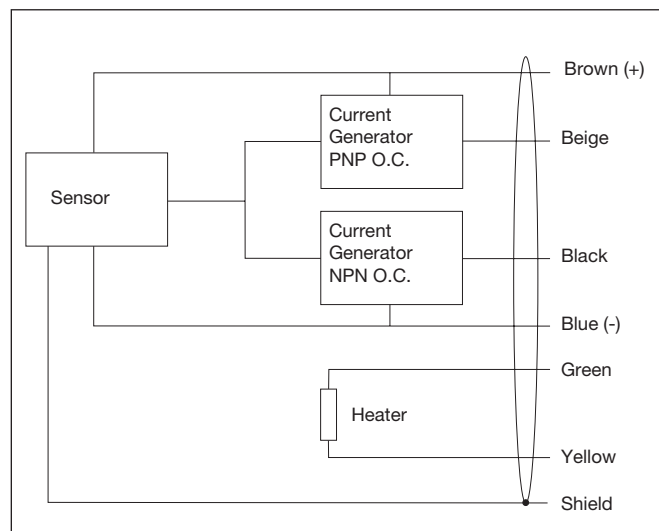 Brown (+)
Current
Generator
PNP O.C.
Beige
Sensor
Current
Generator
NPN O.C.
Black
Blue (-)
Green
Heater
Yellow
Shield